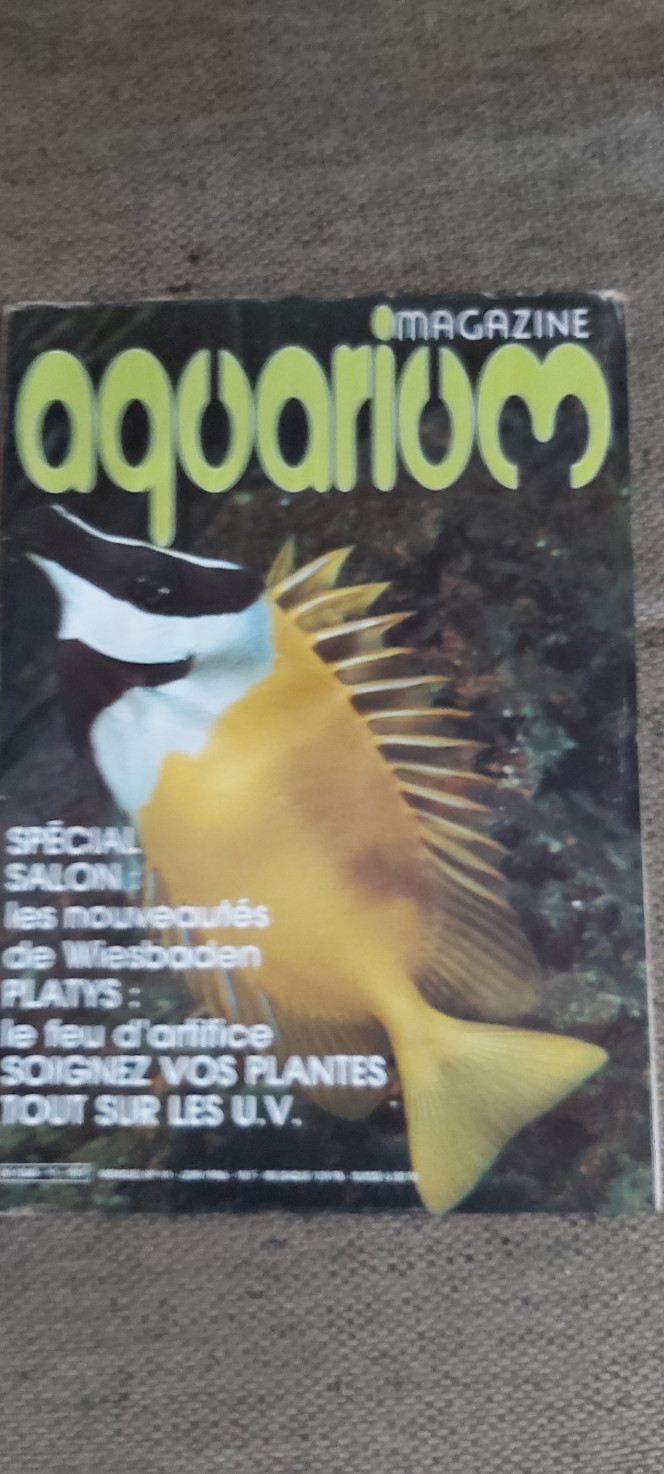 MAGAZINE
aquarium
SPÉCIAL
SALON :
les nouveautés
de Wiesbaden
PLATYS :
le feu d'artifice
SOIGNEZ VOS PLANTES
TOUT SUR LES U.V.